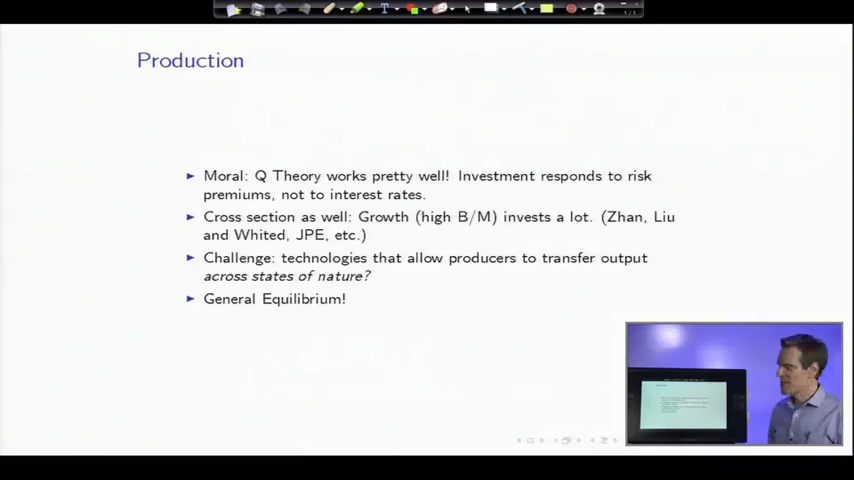 Production
► Moral: Q Theory works pretty well! Investment responds to risk
premiums, not to interest rates.
► Cross section as well: Growth (high B/M) invests a lot. (Zhan, Liu
and Whited, JPE, etc.)
► Challenge: technologies that allow producers to transfer output
across states of nature?
► General Equilibrium!